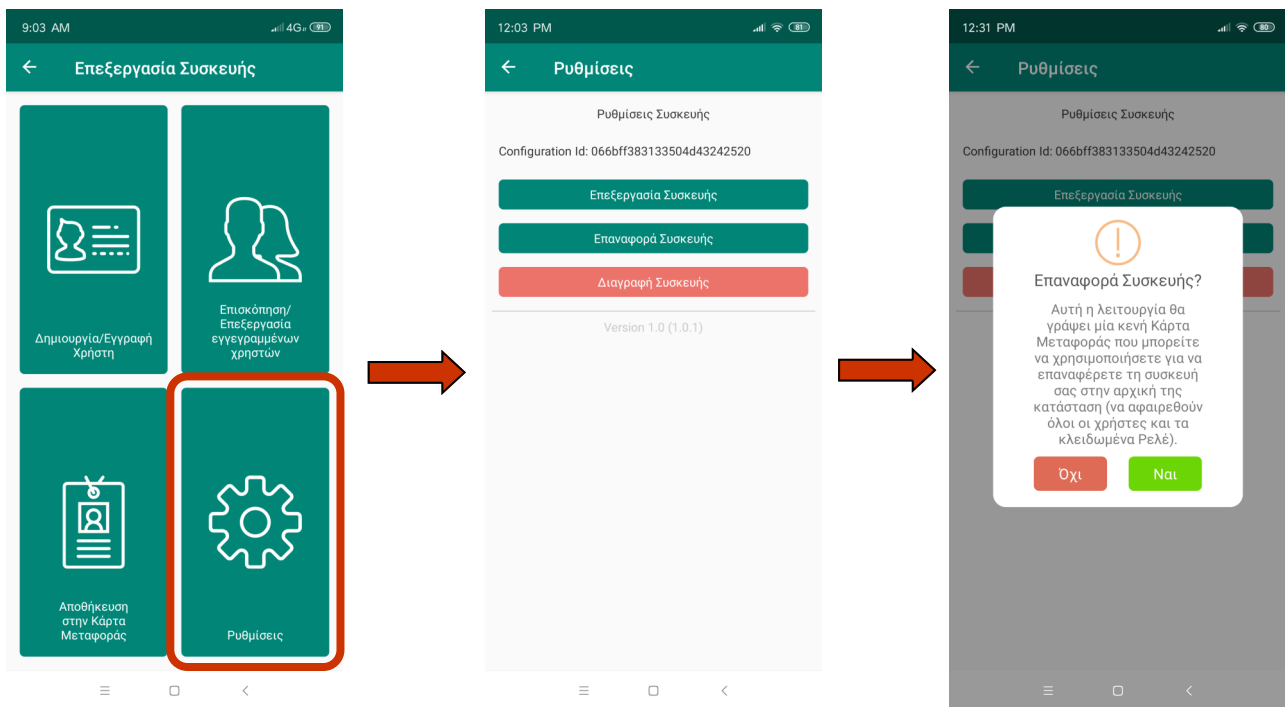 9:03 AM
4G 91
Επεξεργασία Συσκευής
Δημιουργία/Εγγραφή
Χρήστη
Επισκόπηση/
Επεξεργασία
εγγεγραμμένων
χρηστών
Αποθήκευση
στην Κάρτα
Μεταφοράς
Ρυθμίσεις
12:03 PM
81
Ρυθμίσεις
Ρυθμίσεις Συσκευής
Configuration Id: 066bff383133504d43242520
Επεξεργασία Συσκευής
Επαναφορά Συσκευής
Διαγραφή Συσκευής
Version 1.0 (1.0.1)
12:31 PM
80
Ρυθμίσεις
Ρυθμίσεις Συσκευής
Configuration Id: 066bff383133504d43242520
Επεξεργασία Συσκευής
Επαναφορά Συσκευής?
Αυτή η λειτουργία θα
γράψει μία κενή Κάρτα
Μεταφοράς που μπορείτε
να χρησιμοποιήσετε για να
επαναφέρετε τη συσκευή
σας στην αρχική της
κατάσταση (να αφαιρεθούν
όλοι οι χρήστες και τα
κλειδωμένα Ρελέ).
Όχι
Ναι